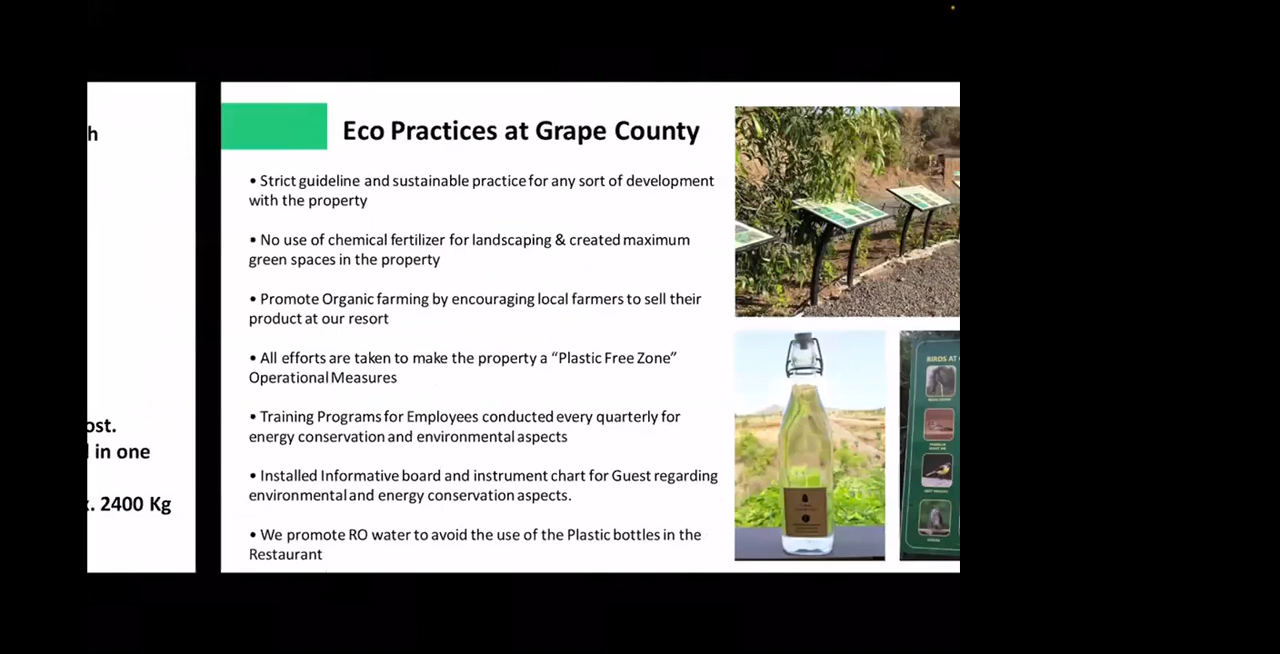 h
ost.
in one
. 2400 Kg
Eco Practices at Grape County
• Strict guideline and sustainable practice for any sort of development
with the property
• No use of chemical fertilizer for landscaping & created maximum
green spaces in the property
• Promote Organic farming by encouraging local farmers to sell their
product at our resort
• All efforts are taken to make the property a “Plastic Free Zone”
Operational Measures
• Training Programs for Employees conducted every quarterly for
energy conservation and environmental aspects
• Installed Informative board and instrument chart for Guest regarding
environmental and energy conservation aspects.
• We promote RO water to avoid the use of the Plastic bottles in the
Restaurant
BIRDS AT